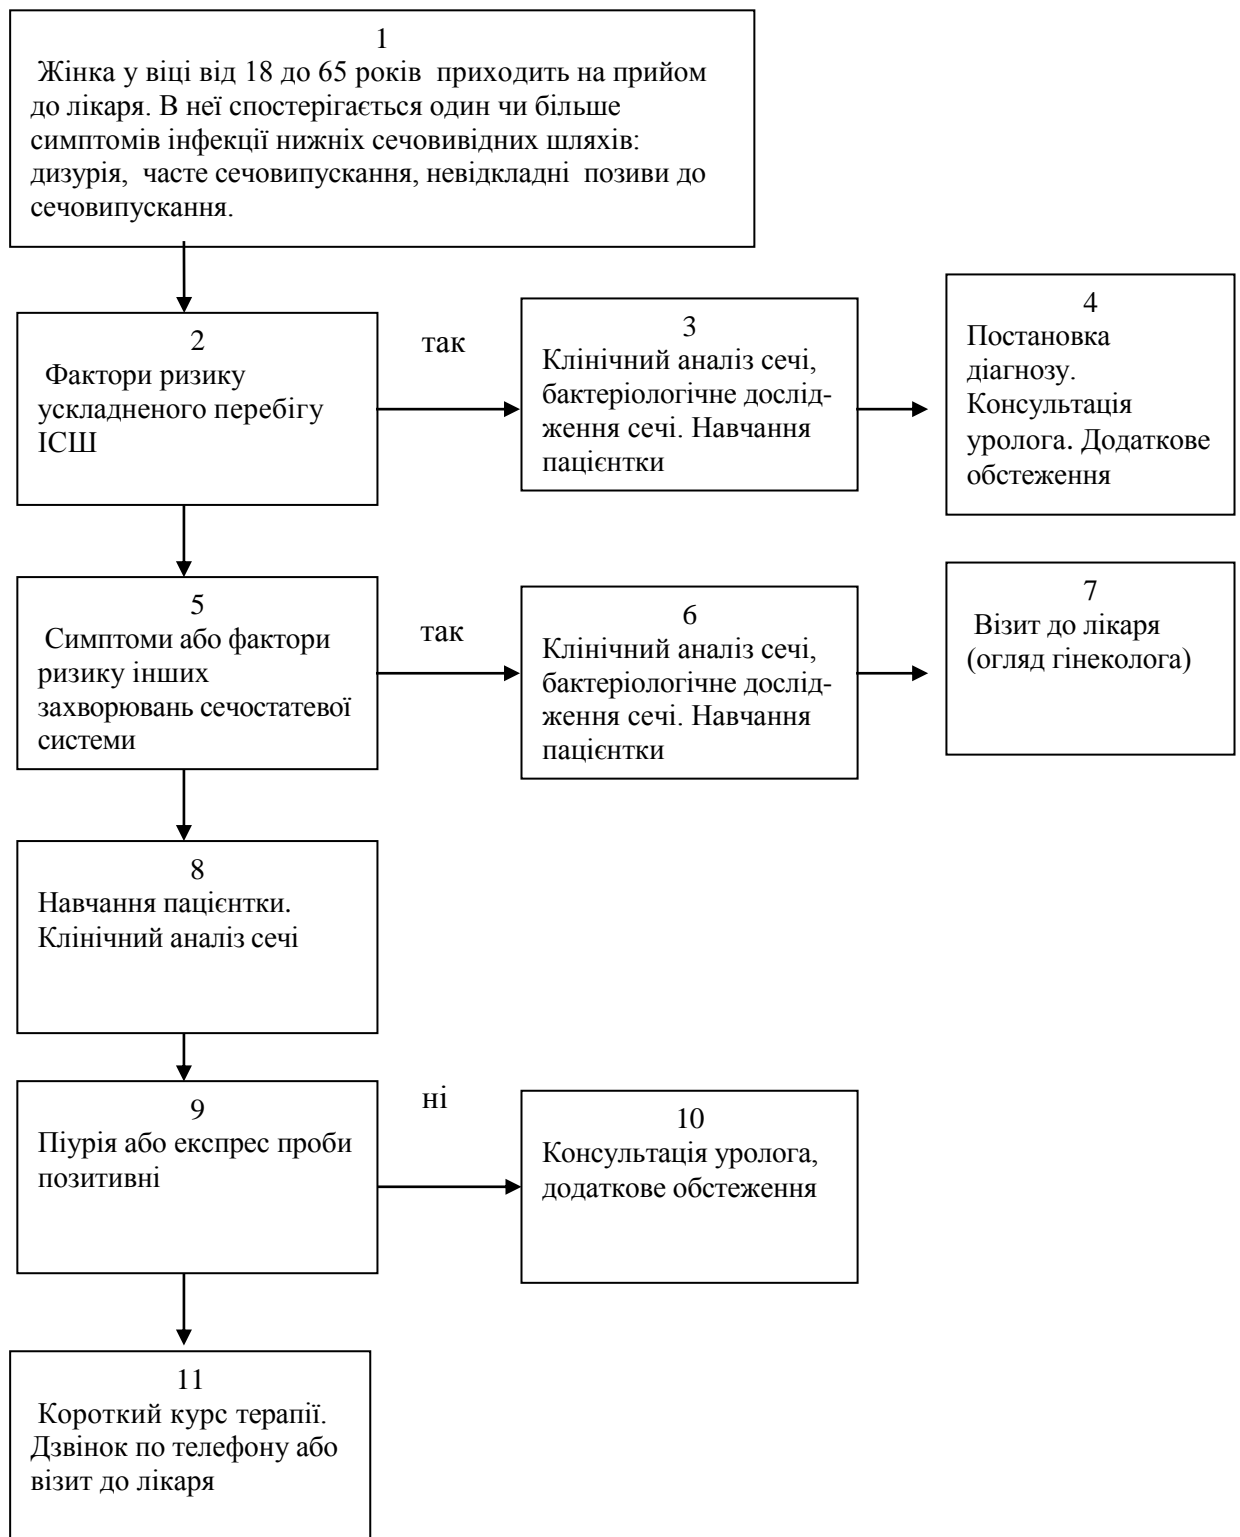 1
Жінка у віці від 18 до 65 років приходить на прийом
до лікаря. В неї спостерігається один чи більше
симптомів інфекції нижніх сечовивідних шляхів:
дизурія, часте сечовипускання, невідкладні позиви до
сечовипускання.
2
Фактори ризику
ускладненого перебігу
ІСШ
так
3
Клінічний аналіз сечі,
бактеріологічне дослід-
ження сечі. Навчання
пацієнтки
4
Постановка
діагнозу.
Консультація
уролога. Додаткове
обстеження
5
Симптоми або фактори
ризику інших
захворювань сечостатевої
системи
так
6
Клінічний аналіз сечі,
бактеріологічне дослід-
ження сечі. Навчання
пацієнтки
7
Візит до лікаря
(огляд гінеколога)
8
Навчання пацієнтки.
Клінічний аналіз сечі
9
Піурія або експрес проби
позитивні
ні
10
Консультація уролога,
додаткове обстеження
11
Короткий курс терапії.
Дзвінок по телефону або
візит до лікаря